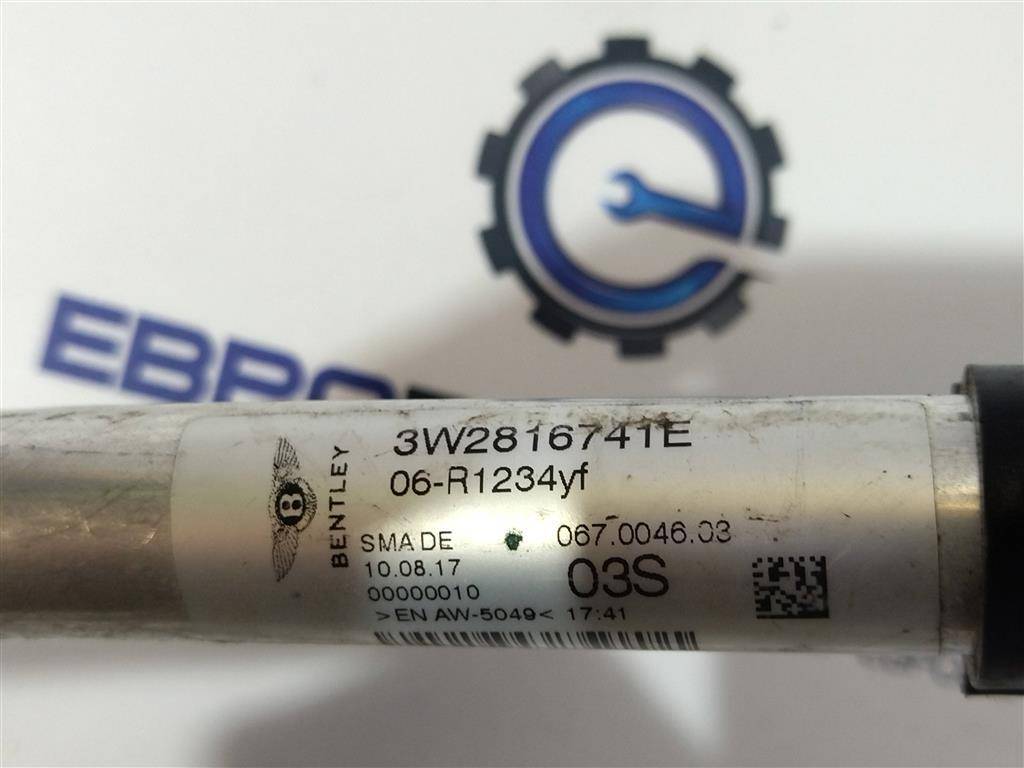 ЕВРО
3W2816741E
06-R1234yf
BENTLEY
B
SMA DE
067.0046.03
10.08.17
03S
00000010
>EN AW-5049< 17:41